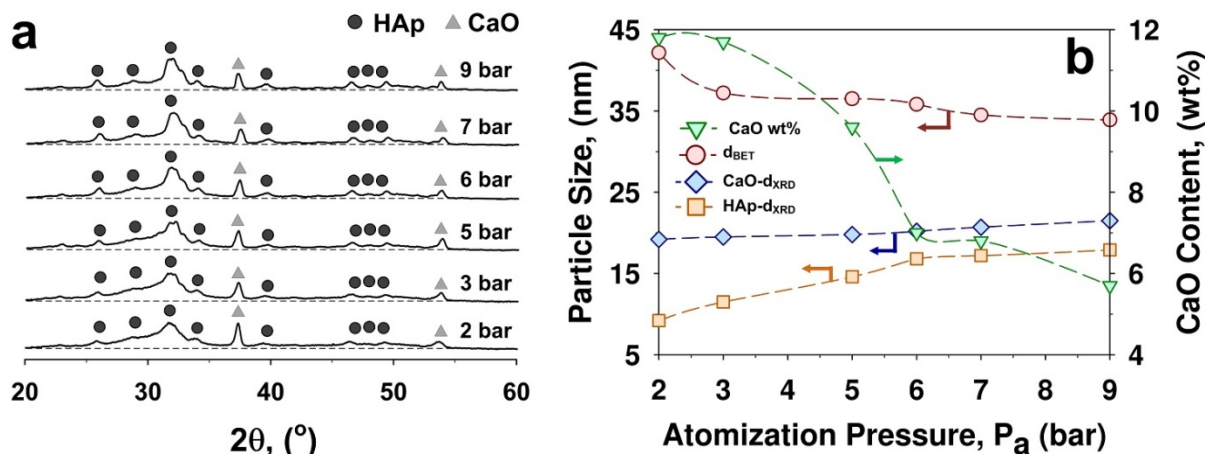 a
HAp CaO
9 bar
7 bar
6 bar
5 bar
3 bar
2 bar
20 30 40 50 60
2θ, (º)
b
45
35
25
15
5
Particle Size, (nm)
CaO wt%
dBET
CaO-dXRD
HAp-dXRD
12
10
8
6
4
CaO Content, (wt%)
2 3 4 5 6 7 8 9
Atomization Pressure, Pa (bar)